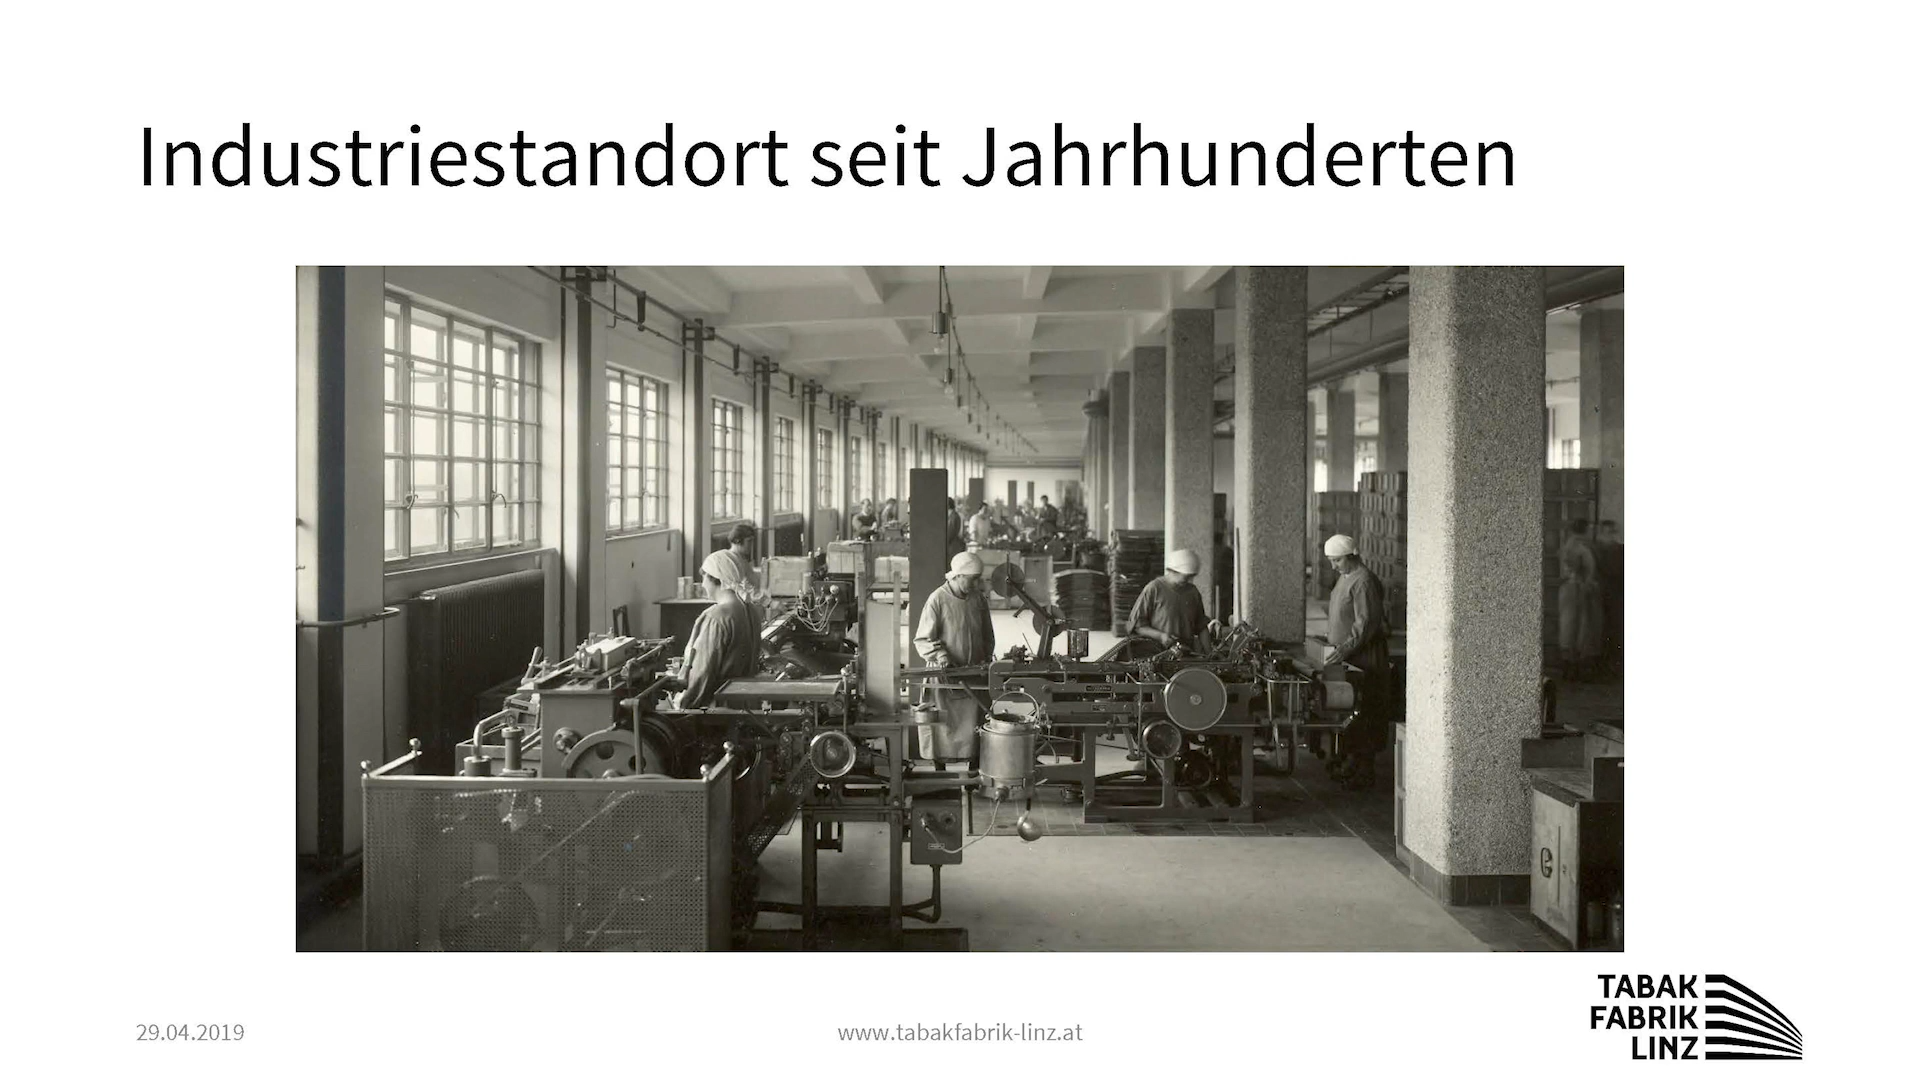 Industriestandort seit Jahrhunderten
29.04.2019
www.tabakfabrik-linz.at
TABAK
FABRIK
LINZ